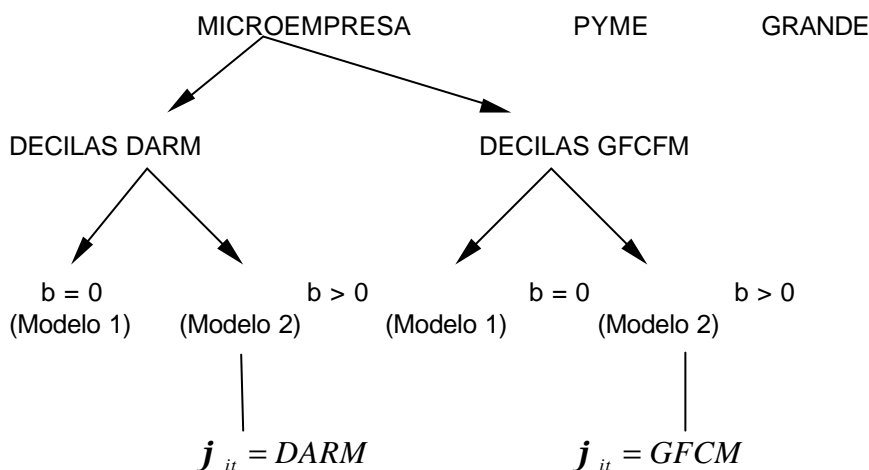 MICROEMPRESA PYME GRANDE
DECILAS DARM DECILAS GFCFM
b = 0 b > 0 b = 0 b > 0
(Modelo 1) (Modelo 2) (Modelo 1) (Modelo 2)
j it = DARM j it = GFCM